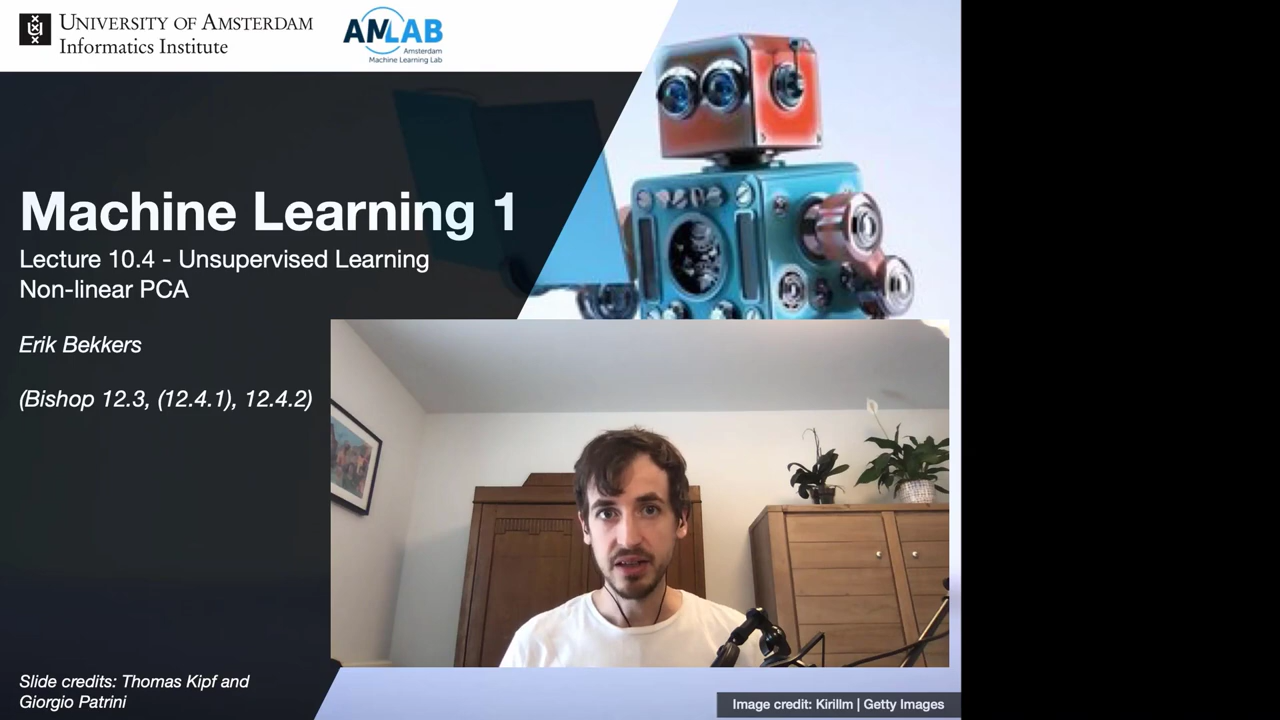 UNIVERSITY OF AMSTERDAM
Informatics Institute
AMLAB
Amsterdam
Machine Learning Lab
Machine Learning 1
Lecture 10.4 - Unsupervised Learning
Non-linear PCA
Erik Bekkers
(Bishop 12.3, (12.4.1), 12.4.2)
Slide credits: Thomas Kipf and
Giorgio Patrini
Image credit: Kirillm | Getty Images